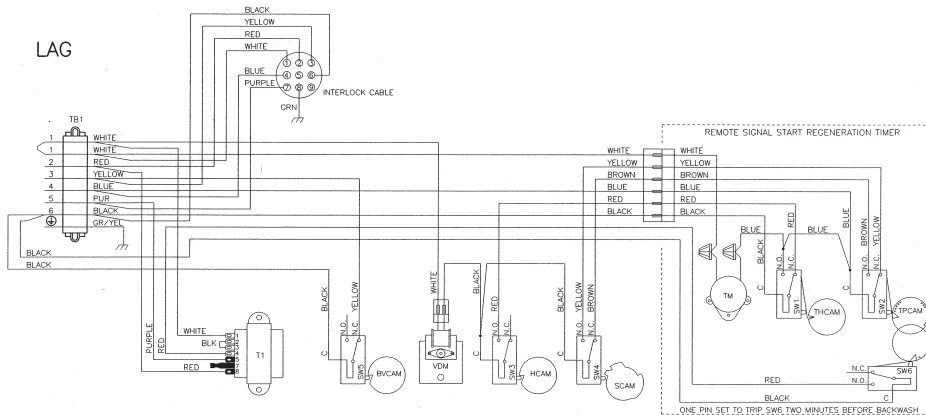 LAG
BLACK
YELLOW
RED
WHITE
BLUE
PURPLE
1 2 3
4 5 6
7 8 9
INTERLOCK CABLE
GRN
TB1
1 WHITE
1 WHITE
2 RED
3 YELLOW
4 BLUE
5 PUR
6 BLACK
GR/YEL
BLACK
BLACK
REMOTE SIGNAL START REGENERATION TIMER
WHITE WHITE
YELLOW YELLOW
BROWN BROWN
BLUE BLUE
RED RED
BLACK BLACK
BLUE
BLACK
RED
BLUE
BLUE
BROWN
YELLOW
N.O.
N.C.
C
SW1
TM
THCAM
N.O.
N.C.
C
SW2
TPCAM
PURPLE
RED
WHITE
BLK
RED
T1
BLACK
N.O.
N.C.
YELLOW
C
SW5
BVCAM
WHITE
VDM
BLACK
RED
N.O.
N.C.
C
SW3
HCAM
BLACK
YELLOW
BROWN
N.O.
N.C.
C
SW4
SCAM
RED
N.C.
N.O.
SW6
BLACK
C
ONE PIN SET TO TRIP SW6 TWO MINUTES BEFORE BACKWASH